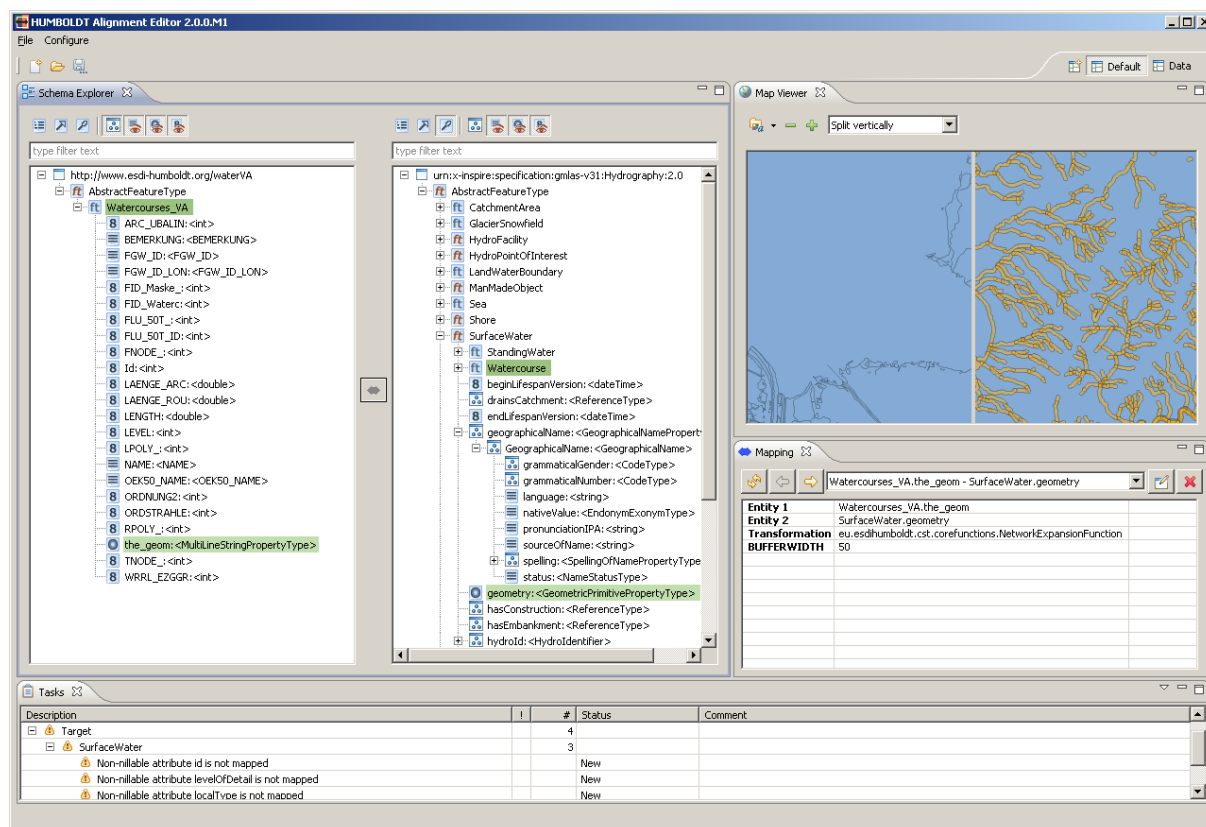 HUMBOLDT Alignment Editor 2.0.0.M1
File Configure
Default Data
Schema Explorer
type filter text
http://www.esdi-humboldt.org/waterVA
AbstractFeatureType
Watercourses_VA
ARC_UBALIN:<int>
BEMERKUNG:<BEMERKUNG>
FGW_ID:<FGW_ID>
FGW_ID_LON:<FGW_ID_LON>
FID_Maske_:<int>
FID_Waterc:<int>
FLU_50T_:<int>
FLU_50T_ID:<int>
FNODE_:<int>
Id:<int>
LAENGE_ARC:<double>
LAENGE_ROU:<double>
LENGTH:<double>
LEVEL:<int>
LPOLY_:<int>
NAME:<NAME>
OEK50_NAME:<OEK50_NAME>
ORDNUNG2:<int>
ORDSTRAHLE:<int>
RPOLY_:<int>
the_geom:<MultiLineStringPropertyType>
TNODE_:<int>
WRRL_EZGGR:<int>
type filter text
urn:x-inspire:specification:gmlas-v31:Hydrography:2.0
AbstractFeatureType
CatchmentArea
GlacierSnowfield
HydroFacility
HydroPointOfInterest
LandWaterBoundary
ManMadeObject
Sea
Shore
SurfaceWater
StandingWater
Watercourse
beginLifespanVersion:<dateTime>
drainsCatchment:<ReferenceType>
endLifespanVersion:<dateTime>
geographicalName:<GeographicalNamePropert
GeographicalName:<GeographicalName>
grammaticalGender:<CodeType>
grammaticalNumber:<CodeType>
language:<string>
nativeValue:<EndonymExonymType>
pronunciationIPA:<string>
sourceOfName:<string>
spelling:<SpellingOfNamePropertyType
status:<NameStatusType>
geometry:<GeometricPrimitivePropertyType>
hasConstruction:<ReferenceType>
hasEmbankment:<ReferenceType>
hydroId:<HydroIdentifier>
Map Viewer
Split vertically
Mapping
Watercourses_VA.the_geom - SurfaceWater.geometry
Entity 1 Watercourses_VA.the_geom
Entity 2 SurfaceWater.geometry
Transformation eu.esdihumboldt.cst.corefunctions.NetworkExpansionFunction
BUFFERWIDTH 50
Tasks
Description ! # Status Comment
Target 4
SurfaceWater 3
Non-nillable attribute id is not mapped New
Non-nillable attribute levelOfDetail is not mapped New
Non-nillable attribute localType is not mapped New